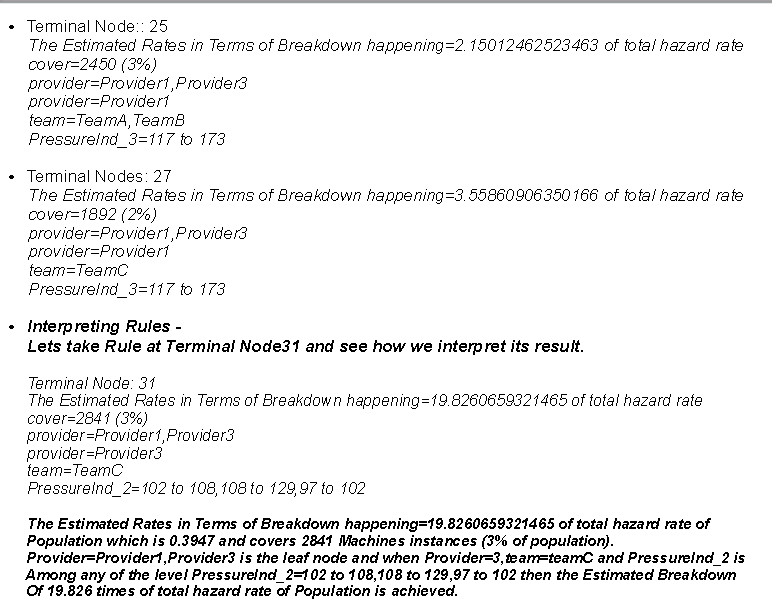 • Terminal Node:: 25
The Estimated Rates in Terms of Breakdown happening=2.15012462523463 of total hazard rate
cover=2450 (3%)
provider=Provider1,Provider3
provider=Provider1
team=TeamA,TeamB
PressureInd_3=117 to 173
• Terminal Nodes: 27
The Estimated Rates in Terms of Breakdown happening=3.55860906350166 of total hazard rate
cover=1892 (2%)
provider=Provider1,Provider3
provider=Provider1
team=TeamC
PressureInd_3=117 to 173
• Interpreting Rules -
Lets take Rule at Terminal Node31 and see how we interpret its result.
Terminal Node: 31
The Estimated Rates in Terms of Breakdown happening=19.8260659321465 of total hazard rate
cover=2841 (3%)
provider=Provider1,Provider3
provider=Provider3
team=TeamC
PressureInd_2=102 to 108,108 to 129,97 to 102
The Estimated Rates in Terms of Breakdown happening=19.8260659321465 of total hazard rate of
Population which is 0.3947 and covers 2841 Machines instances (3% of population).
Provider=Provider1,Provider3 is the leaf node and when Provider=3,team=teamC and PressureInd_2 is
Among any of the level PressureInd_2=102 to 108,108 to 129,97 to 102 then the Estimated Breakdown
Of 19.826 times of total hazard rate of Population is achieved.